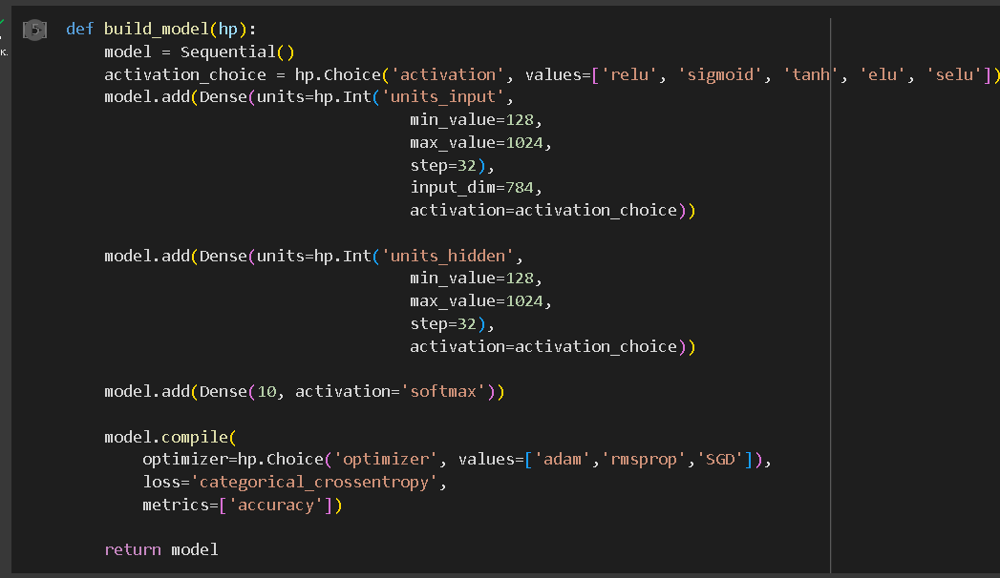 [5] def build_model(hp):
model = Sequential()
activation_choice = hp.Choice('activation', values=['relu', 'sigmoid', 'tanh', 'elu', 'selu'])
model.add(Dense(units=hp.Int('units_input',
min_value=128,
max_value=1024,
step=32),
input_dim=784,
activation=activation_choice))
model.add(Dense(units=hp.Int('units_hidden',
min_value=128,
max_value=1024,
step=32),
activation=activation_choice))
model.add(Dense(10, activation='softmax'))
model.compile(
optimizer=hp.Choice('optimizer', values=['adam','rmsprop','SGD']),
loss='categorical_crossentropy',
metrics=['accuracy'])
return model